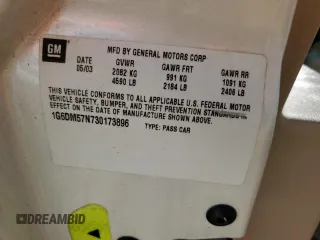 GM
MFD BY GENERAL MOTORS CORP
DATE GVWR GAWR FRT GAWR RR
05/03 2082 KG 991 KG 1091 KG
4590 LB 2184 LB 2406 LB
THIS VEHICLE CONFORMS TO ALL APPLICABLE U.S. FEDERAL MOTOR
VEHICLE SAFETY, BUMPER, AND THEFT PREVENTION STANDARDS IN
EFFECT ON THE DATE OF MANUFACTURE SHOWN ABOVE.
1G6DM57N730173896
TYPE: PASS CAR
DREAMBID